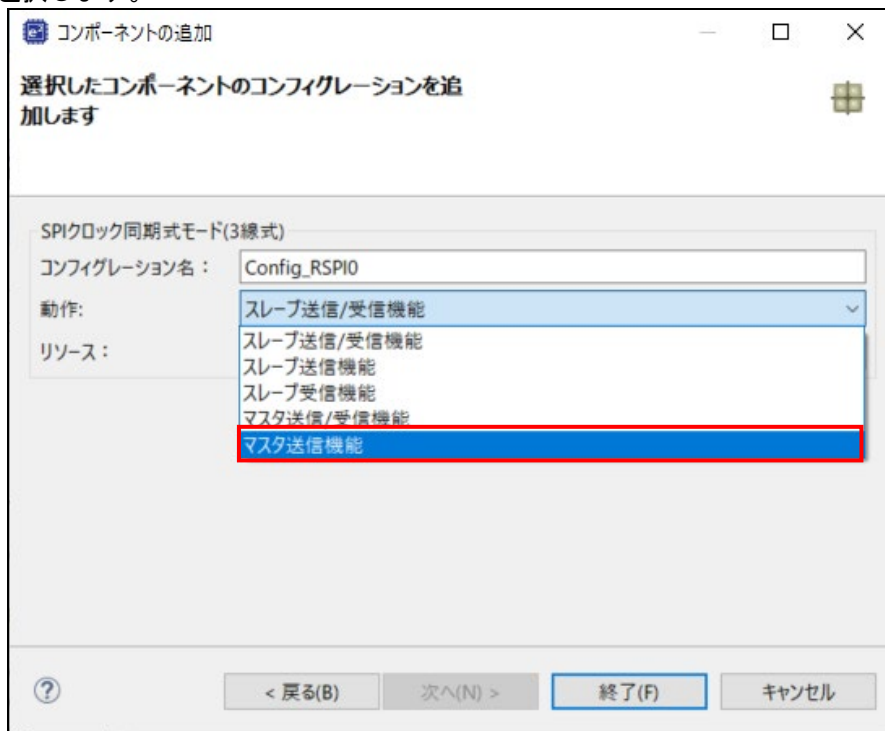 選択します。
コンポーネントの追加
選択したコンポーネントのコンフィグレーションを追
加します
SPIクロック同期式モード(3線式)
コンフィグレーション名： Config_RSPI0
動作: スレーブ送信/受信機能
リソース：
スレーブ送信/受信機能
スレーブ送信機能
スレーブ受信機能
マスタ送信/受信機能
マスタ送信機能
< 戻る(B) 次へ(N) > 終了(F) キャンセル